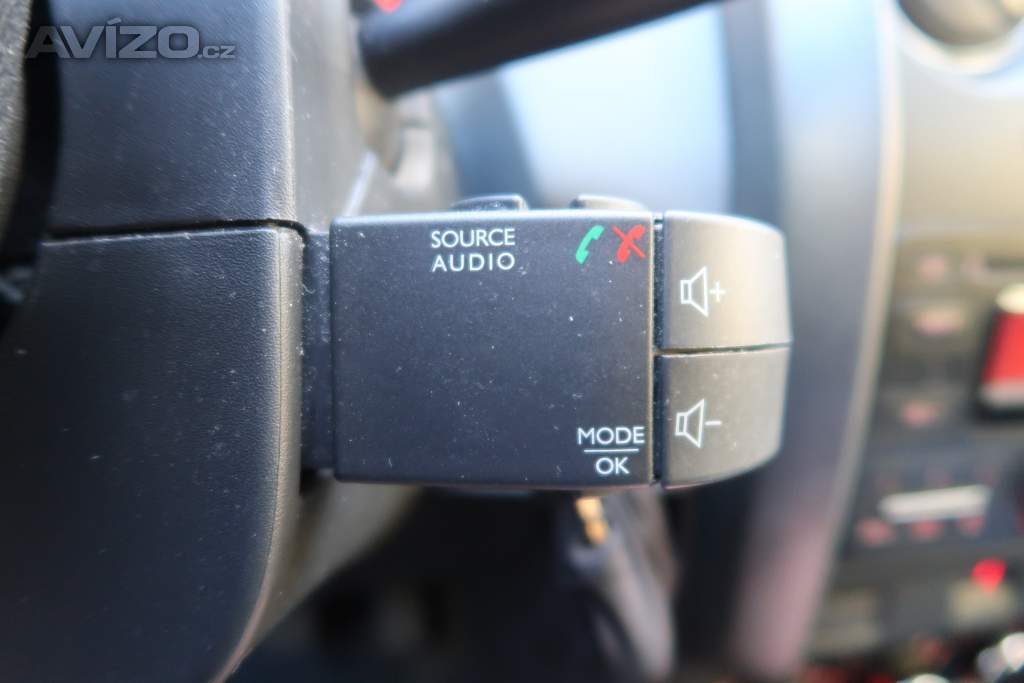 AVÍZO.cz
SOURCE
AUDIO
+
-
MODE
OK